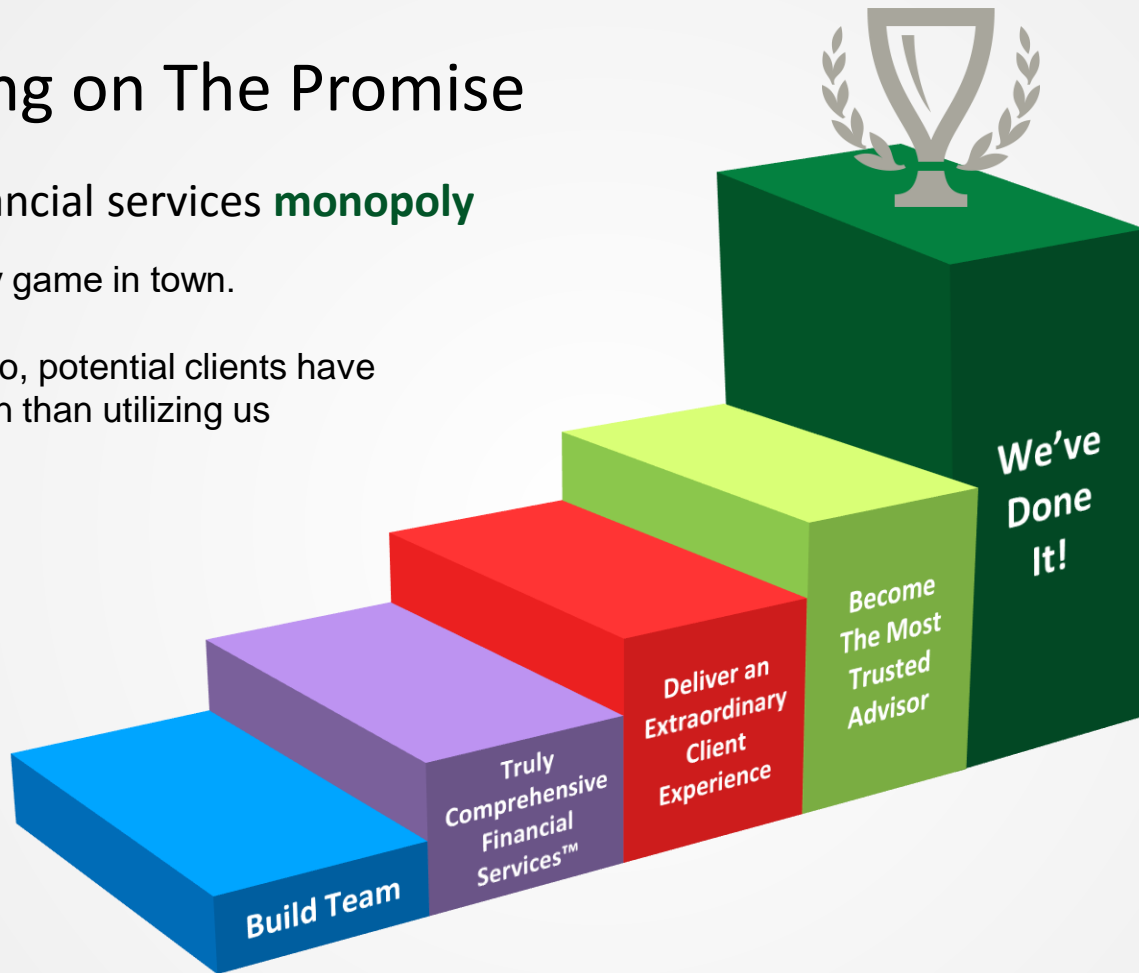 ng on The Promise
ancial services monopoly
y game in town.
o, potential clients have
n than utilizing us
We've
Done
It!
Become
The Most
Trusted
Advisor
Deliver an
Extraordinary
Client
Experience
Truly
Comprehensive
Financial
Services™
Build Team